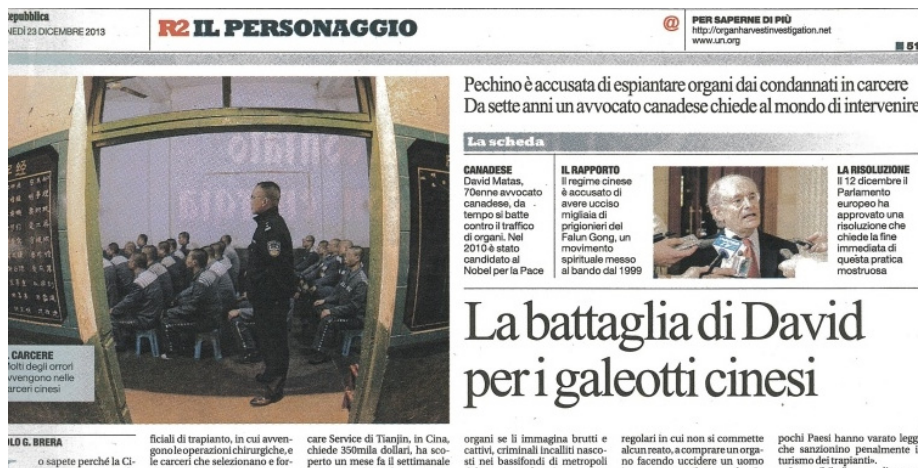 Repubblica
NEDÌ 23 DICEMBRE 2013
R2 IL PERSONAGGIO
@
PER SAPERNE DI PIÙ
http://organharvestinvestigation.net
www.un.org
51
Pechino è accusata di espiantare organi dai condannati in carcere
Da sette anni un avvocato canadese chiede al mondo di intervenire
La scheda
CANADESE
David Matas,
70enne avvocato
canadese, da
tempo si batte
contro il traffico
di organi. Nel
2010 è stato
candidato al
Nobel per la Pace
IL RAPPORTO
Il regime cinese
è accusato di
avere ucciso
migliaia di
prigionieri del
Falun Gong, un
movimento
spirituale messo
al bando dal 1999
LA RISOLUZIONE
Il 12 dicembre il
Parlamento
europeo ha
approvato una
risoluzione che
chiede la fine
immediata di
questa pratica
mostruosa
La battaglia di David
per i galeotti cinesi
CARCERE
Molti degli orrori
avvengono nelle
carceri cinesi
OLO G. BRERA
o sapete perché la Ci-
ficiali di trapianto, in cui avven-
gono le operazioni chirurgiche, e
le carceri che selezionano e for-
care Service di Tianjin, in Cina,
chiede 350mila dollari, ha sco-
perto un mese fa il settimanale
organi se li immagina brutti e
cattivi, criminali incalliti nasco-
sti nei bassifondi di metropoli
regolari in cui non si commette
alcun reato, a comprare un orga-
no facendo uccidere un uomo
pochi Paesi hanno varato legg
che sanzionino penalmente i
turismo dei trapianti».